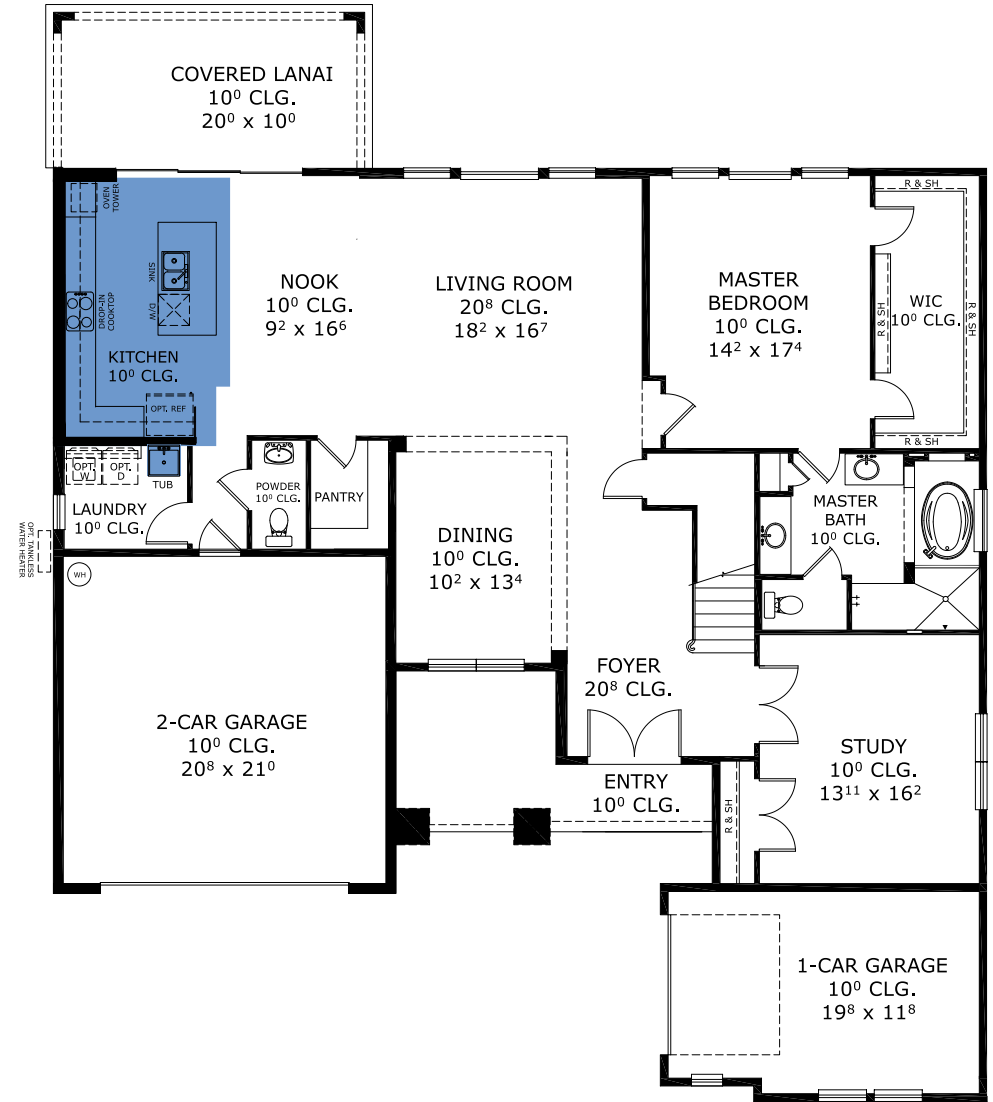 COVERED LANAI
10⁰ CLG.
20⁰ x 10⁰
OVEN
TOWER
SINK
D/W
DROP-IN
COOKTOP
KITCHEN
10⁰ CLG.
OPT. REF
NOOK
10⁰ CLG.
9² x 16⁶
LIVING ROOM
20⁸ CLG.
18² x 16⁷
MASTER
BEDROOM
10⁰ CLG.
14² x 17⁴
R & SH
WIC
10⁰ CLG.
R & SH
R & SH
R & SH
OPT.
W
OPT.
D
TUB
LAUNDRY
10⁰ CLG.
OPT. TANKLESS
WATER HEATER
POWDER
10⁰ CLG.
PANTRY
DINING
10⁰ CLG.
10² x 13⁴
MASTER
BATH
10⁰ CLG.
WH
FOYER
20⁸ CLG.
2-CAR GARAGE
10⁰ CLG.
20⁸ x 21⁰
STUDY
10⁰ CLG.
13¹¹ x 16²
ENTRY
10⁰ CLG.
R & SH
1-CAR GARAGE
10⁰ CLG.
19⁸ x 11⁸